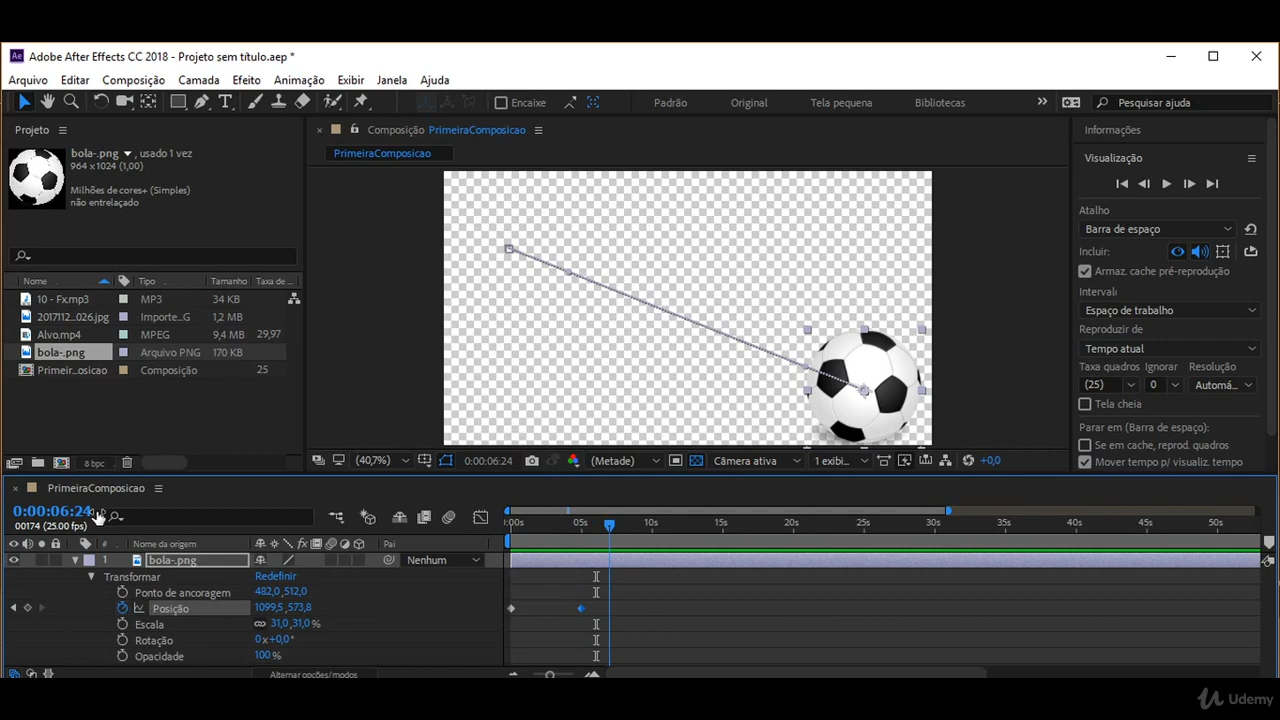 Ae Adobe After Effects CC 2018 - Projeto sem título.aep *
Arquivo Editar Composição Camada Efeito Animação Exibir Janela Ajuda
Encaixe Padrão Original Tela pequena Bibliotecas Pesquisar ajuda
Projeto
bola-.png , usado 1 vez
964 x 1024 (1,00)
Milhões de cores+ (Simples)
não entrelaçado
Nome Tipo Tamanho Taxa de...
10 - Fx.mp3 MP3 34 KB
2017112...026.jpg Importe...G 1,2 MB
Alvo.mp4 MPEG 9,4 MB 29,97
bola-.png Arquivo PNG 170 KB
Primeir...osicao Composição 25
8 bpc
Composição PrimeiraComposicao
PrimeiraComposicao
(40,7%) 0:00:06:24 (Metade) Câmera ativa 1 exibi... +0,0
Informações
Visualização
Atalho
Barra de espaço
Incluir:
Armaz. cache pré-reprodução
Intervalo
Espaço de trabalho
Reproduzir de
Tempo atual
Taxa quadros Ignorar Resolução
(25) 0 Automá...
Tela cheia
Parar em (Barra de espaço):
Se em cache, reprod. quadros
Mover tempo p/ visualiz. tempo
PrimeiraComposicao
0:00:06:24
00174 (25.00 fps)
:00s 05s 10s 15s 20s 25s 30s 35s 40s 45s 50s
# Nome da origem Pai
1 bola-.png Nenhum
Transformar Redefinir
Ponto de ancoragem 482,0 ,512,0
Posição 1099,5 ,573,8
Escala 31,0 ,31,0 %
Rotação 0 x+0,0°
Opacidade 100 %
Alternar opções/modos
Udemy